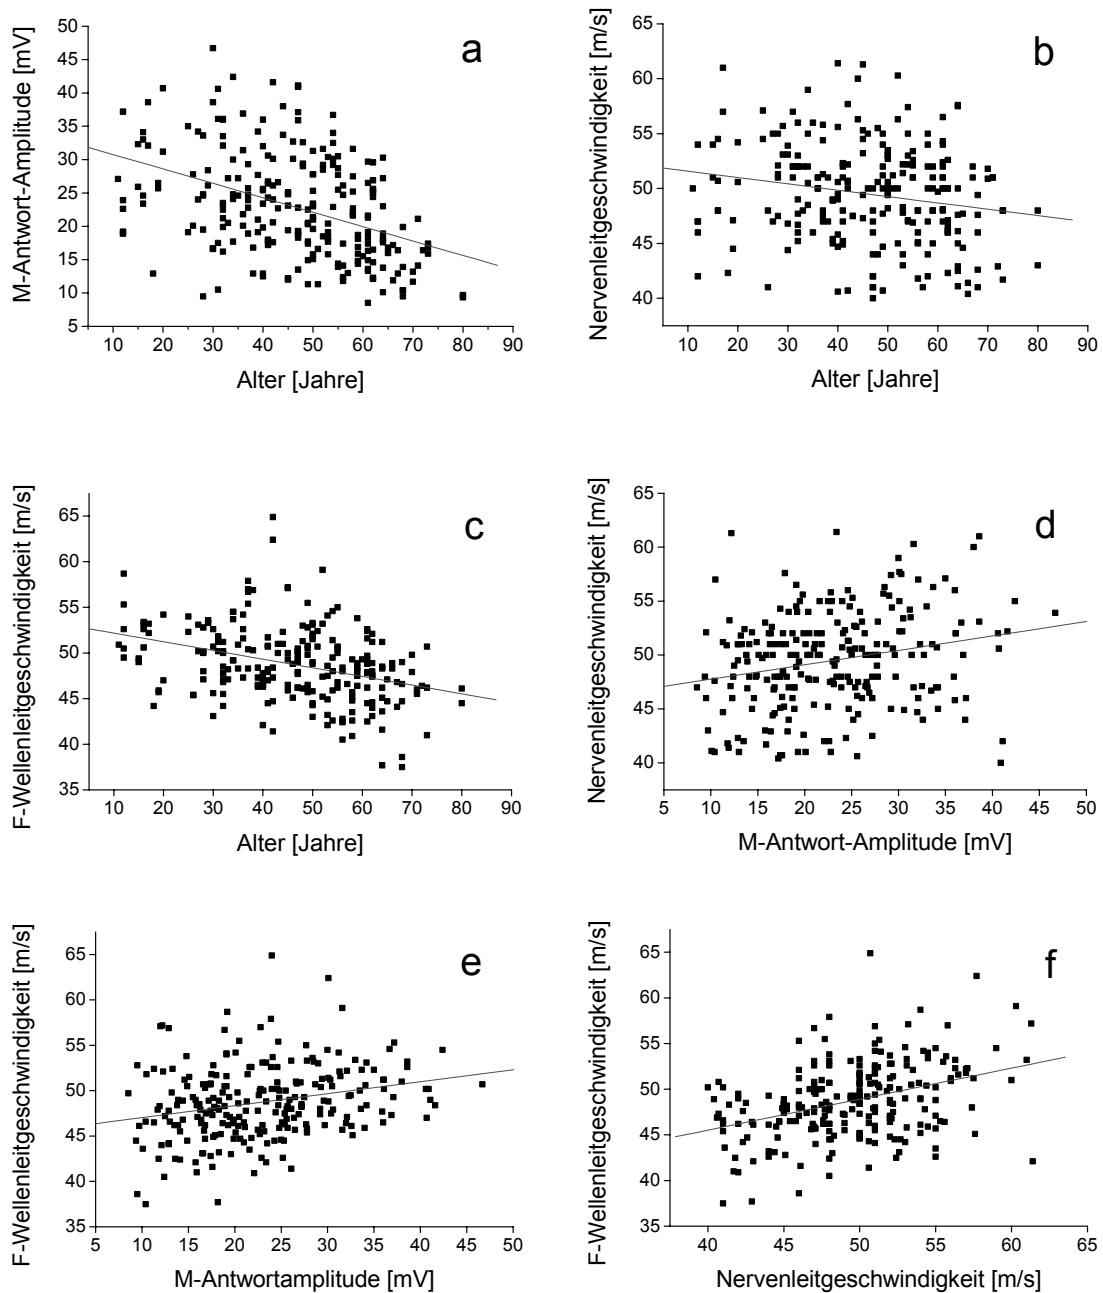 a
M-Antwort-Amplitude [mV]
50
45
40
35
30
25
20
15
10
5
10 20 30 40 50 60 70 80 90
Alter [Jahre]
b
Nervenleitgeschwindigkeit [m/s]
65
60
55
50
45
40
10 20 30 40 50 60 70 80 90
Alter [Jahre]
c
F-Wellenleitgeschwindigkeit [m/s]
65
60
55
50
45
40
35
10 20 30 40 50 60 70 80 90
Alter [Jahre]
d
Nervenleitgeschwindigkeit [m/s]
65
60
55
50
45
40
5 10 15 20 25 30 35 40 45 50
M-Antwort-Amplitude [mV]
e
F-Wellenleitgeschwindigkeit [m/s]
65
60
55
50
45
40
35
5 10 15 20 25 30 35 40 45 50
M-Antwortamplitude [mV]
f
F-Wellenleitgeschwindigkeit [m/s]
65
60
55
50
45
40
35
40 45 50 55 60 65
Nervenleitgeschwindigkeit [m/s]